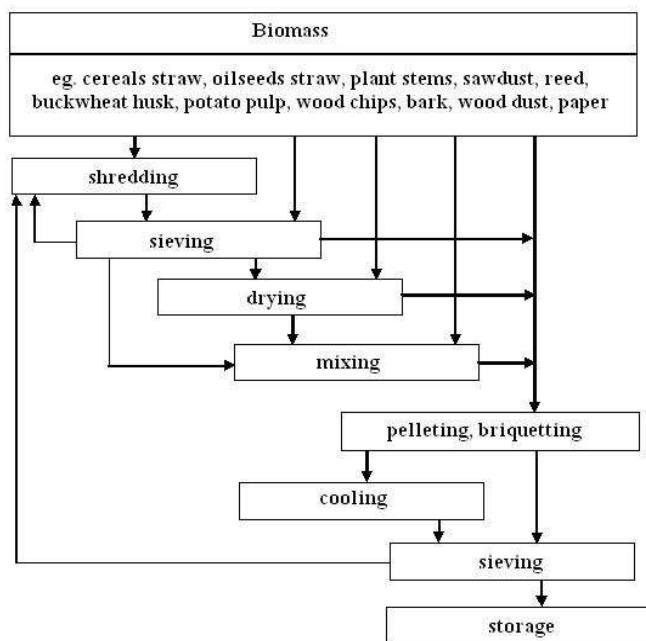 Biomass
eg. cereals straw, oilseeds straw, plant stems, sawdust, reed,
buckwheat husk, potato pulp, wood chips, bark, wood dust, paper
shredding
sieving
drying
mixing
pelleting, briquetting
cooling
sieving
storage